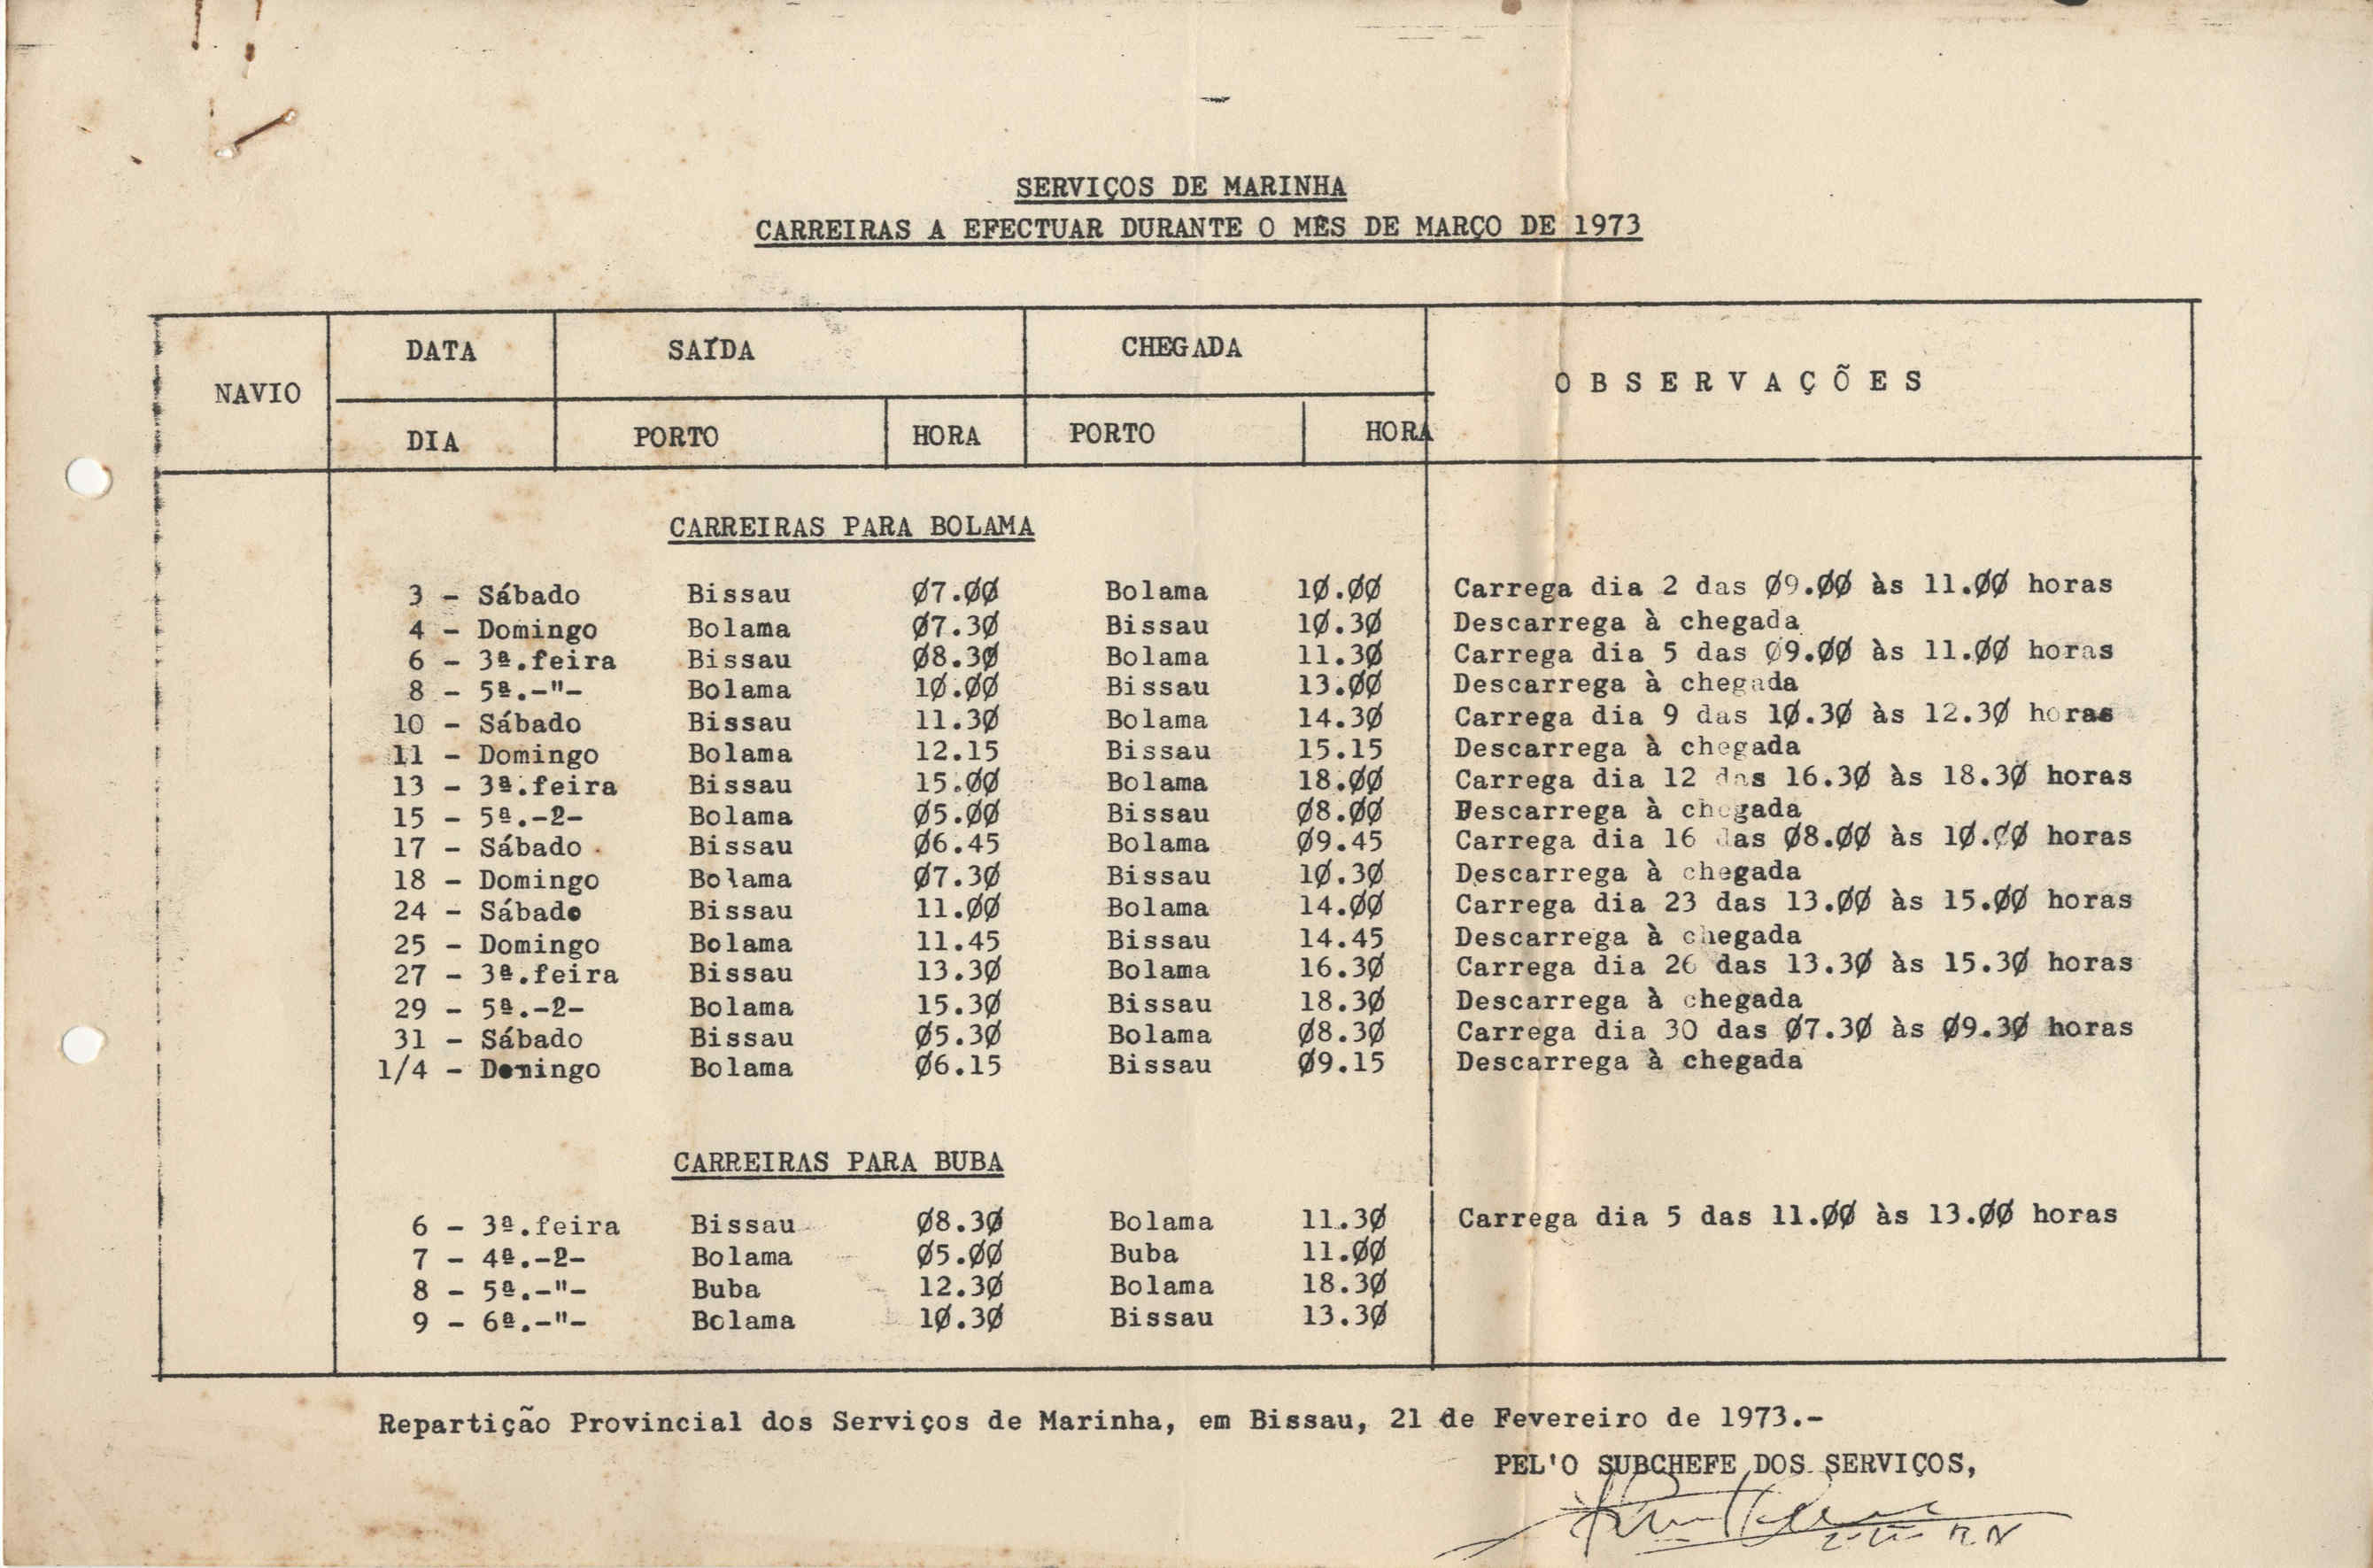 SERVIÇOS DE MARINHA
CARREIRAS A EFECTUAR DURANTE O MÊS DE MARÇO DE 1973
NAVIO DATA SAÍDA CHEGADA OBSERVAÇÕES
DIA PORTO HORA PORTO HORA
CARREIRAS PARA BOLAMA
3 - Sábado Bissau Ø7.ØØ Bolama 1Ø.ØØ Carrega dia 2 das Ø9.ØØ às 11.ØØ horas
4 - Domingo Bolama Ø7.3Ø Bissau 1Ø.3Ø Descarrega à chegada
6 - 3ª.feira Bissau Ø8.3Ø Bolama 11.3Ø Carrega dia 5 das Ø9.ØØ às 11.ØØ horas
8 - 5ª.-"- Bolama 1Ø.ØØ Bissau 13.ØØ Descarrega à chegada
10 - Sábado Bissau 11.3Ø Bolama 14.3Ø Carrega dia 9 das 1Ø.3Ø às 12.3Ø horas
11 - Domingo Bolama 12.15 Bissau 15.15 Descarrega à chegada
13 - 3ª.feira Bissau 15.ØØ Bolama 18.ØØ Carrega dia 12 das 16.3Ø às 18.3Ø horas
15 - 5ª.-2- Bolama Ø5.ØØ Bissau Ø8.ØØ Descarrega à chegada
17 - Sábado Bissau Ø6.45 Bolama Ø9.45 Carrega dia 16 das Ø8.ØØ às 1Ø.ØØ horas
18 - Domingo Bolama Ø7.3Ø Bissau 1Ø.3Ø Descarrega à chegada
24 - Sábado Bissau 11.ØØ Bolama 14.ØØ Carrega dia 23 das 13.ØØ às 15.ØØ horas
25 - Domingo Bolama 11.45 Bissau 14.45 Descarrega à chegada
27 - 3ª.feira Bissau 13.3Ø Bolama 16.3Ø Carrega dia 26 das 13.3Ø às 15.3Ø horas
29 - 5ª.-2- Bolama 15.3Ø Bissau 18.3Ø Descarrega à chegada
31 - Sábado Bissau Ø5.3Ø Bolama Ø8.3Ø Carrega dia 30 das Ø7.3Ø às Ø9.3Ø horas
1/4 - Domingo Bolama Ø6.15 Bissau Ø9.15 Descarrega à chegada
CARREIRAS PARA BUBA
6 - 3ª.feira Bissau Ø8.3Ø Bolama 11.3Ø Carrega dia 5 das 11.ØØ às 13.ØØ horas
7 - 4ª.-2- Bolama Ø5.ØØ Buba 11.ØØ
8 - 5ª.-"- Buba 12.3Ø Bolama 18.3Ø
9 - 6ª.-"- Bolama 1Ø.3Ø Bissau 13.3Ø
Repartição Provincial dos Serviços de Marinha, em Bissau, 21 de Fevereiro de 1973.-
PEL'O SUBCHEFE DOS SERVIÇOS,